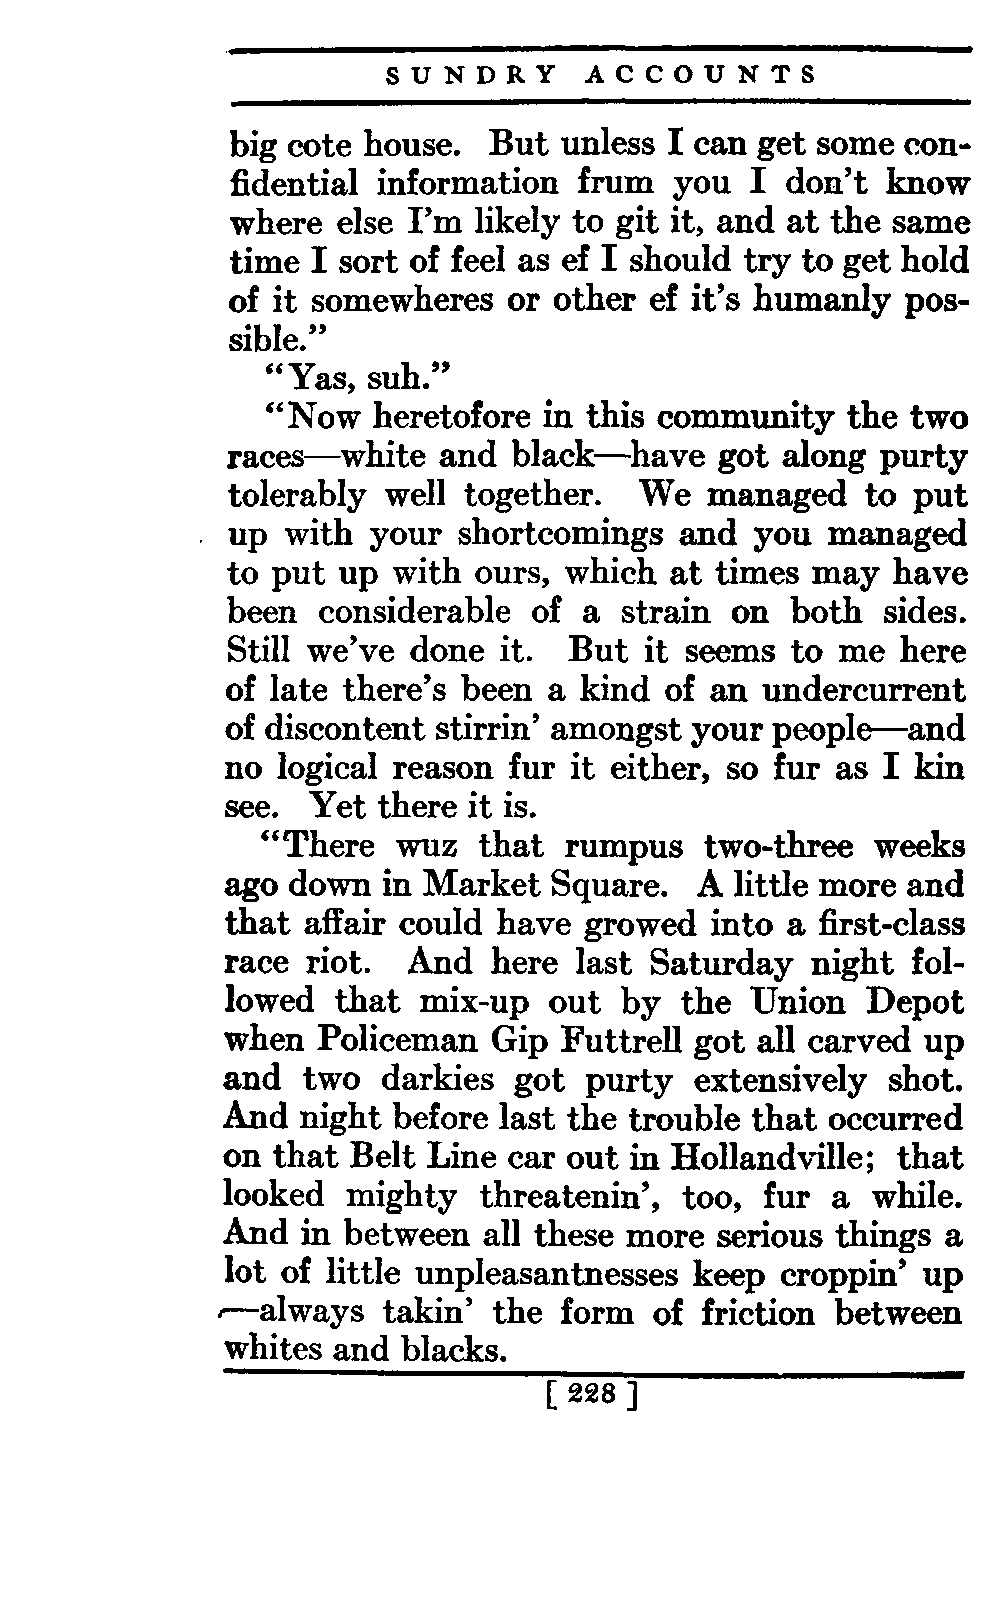 SUNDRY ACCOUNTS
big cote house. But unless I can get some con-
fidential information frum you I don't know
where else I'm likely to git it, and at the same
time I sort of feel as ef I should try to get hold
of it somewheres or other ef it's humanly pos-
sible."
"Yas, suh."
"Now heretofore in this community the two
races—white and black—have got along purty
tolerably well together. We managed to put
up with your shortcomings and you managed
to put up with ours, which at times may have
been considerable of a strain on both sides.
Still we've done it. But it seems to me here
of late there's been a kind of an undercurrent
of discontent stirrin' amongst your people—and
no logical reason fur it either, so fur as I kin
see. Yet there it is.
"There wuz that rumpus two-three weeks
ago down in Market Square. A little more and
that affair could have growed into a first-class
race riot. And here last Saturday night fol-
lowed that mix-up out by the Union Depot
when Policeman Gip Futtrell got all carved up
and two darkies got purty extensively shot.
And night before last the trouble that occurred
on that Belt Line car out in Hollandville; that
looked mighty threatenin', too, fur a while.
And in between all these more serious things a
lot of little unpleasantnesses keep croppin' up
—always takin' the form of friction between
whites and blacks.
[ 228 ]